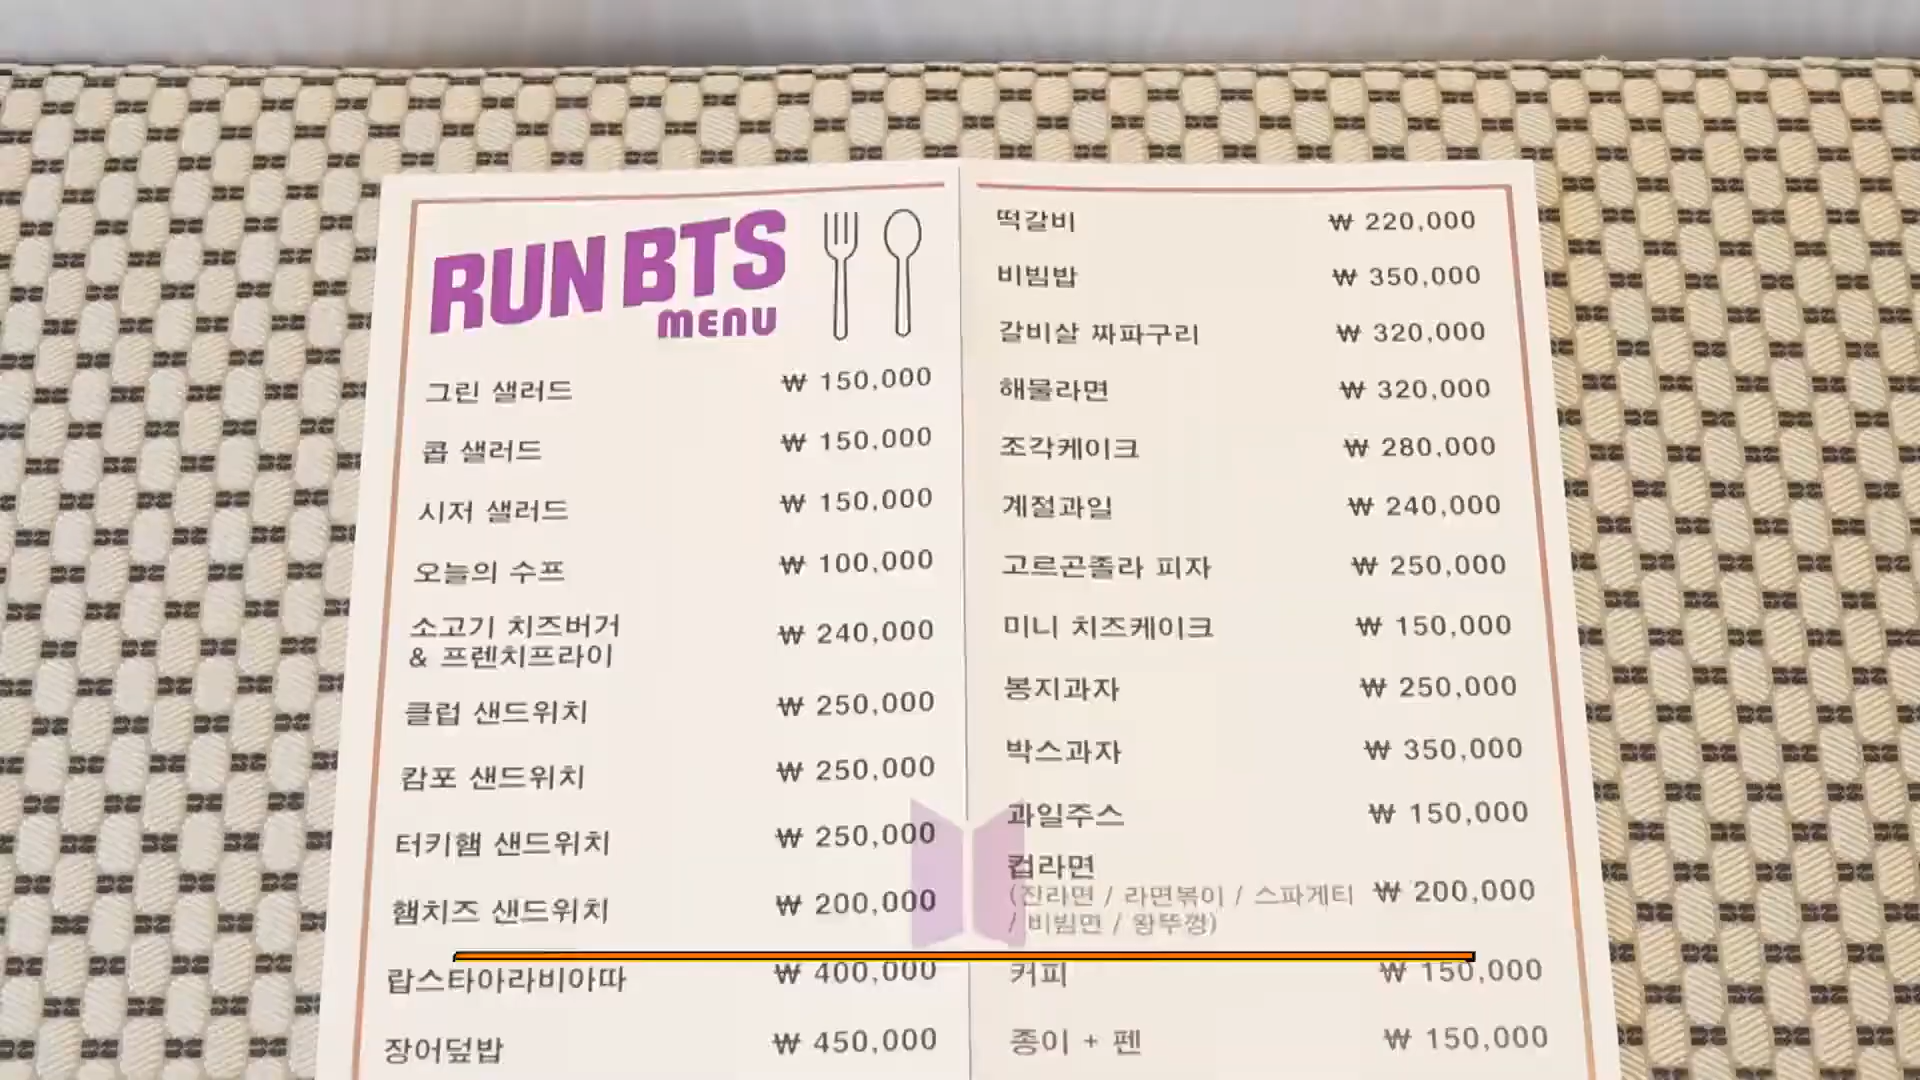 RUN BTS
MENU
그린 샐러드 ₩ 150,000
콥 샐러드 ₩ 150,000
시저 샐러드 ₩ 150,000
오늘의 수프 ₩ 100,000
소고기 치즈버거
& 프렌치프라이 ₩ 240,000
클럽 샌드위치 ₩ 250,000
캄포 샌드위치 ₩ 250,000
터키햄 샌드위치 ₩ 250,000
햄치즈 샌드위치 ₩ 200,000
랍스타아라비아따 ₩ 400,000
장어덮밥 ₩ 450,000
떡갈비 ₩ 220,000
비빔밥 ₩ 350,000
갈비살 짜파구리 ₩ 320,000
해물라면 ₩ 320,000
조각케이크 ₩ 280,000
계절과일 ₩ 240,000
고르곤졸라 피자 ₩ 250,000
미니 치즈케이크 ₩ 150,000
봉지과자 ₩ 250,000
박스과자 ₩ 350,000
과일주스 ₩ 150,000
컵라면
(진라면 / 라면볶이 / 스파게티 ₩ 200,000
/ 비빔면 / 왕뚜껑)
커피 ₩ 150,000
종이 + 펜 ₩ 150,000